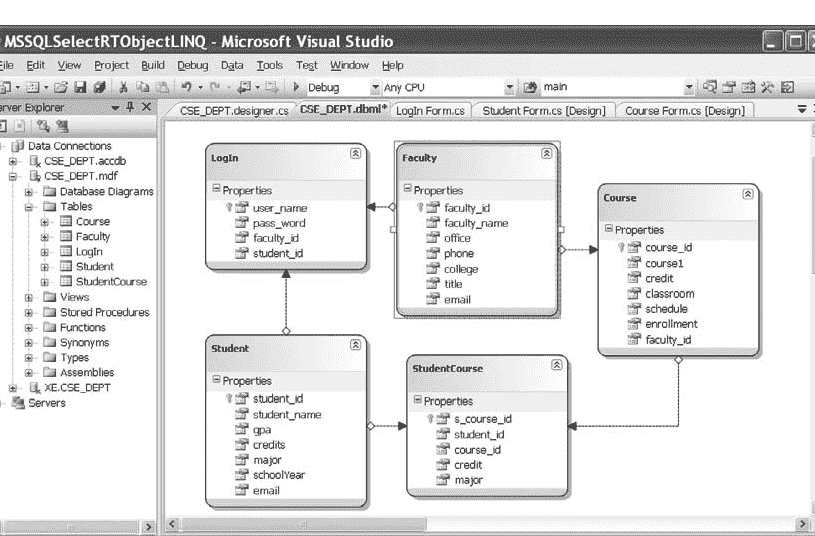 MSSQLSelectRTObjectLINQ - Microsoft Visual Studio
File Edit View Project Build Debug Data Tools Test Window Help
Debug Any CPU main
erver Explorer
CSE_DEPT.designer.cs CSE_DEPT.dbml* LogIn Form.cs Student Form.cs [Design] Course Form.cs [Design]
Data Connections
CSE_DEPT.accdb
CSE_DEPT.mdf
Database Diagrams
Tables
Course
Faculty
LogIn
Student
StudentCourse
Views
Stored Procedures
Functions
Synonyms
Types
Assemblies
XE.CSE_DEPT
Servers
LogIn
Properties
user_name
pass_word
faculty_id
student_id
Faculty
Properties
faculty_id
faculty_name
office
phone
college
title
email
Course
Properties
course_id
course1
credit
classroom
schedule
enrollment
faculty_id
Student
Properties
student_id
student_name
gpa
credits
major
schoolYear
email
StudentCourse
Properties
s_course_id
student_id
course_id
credit
major